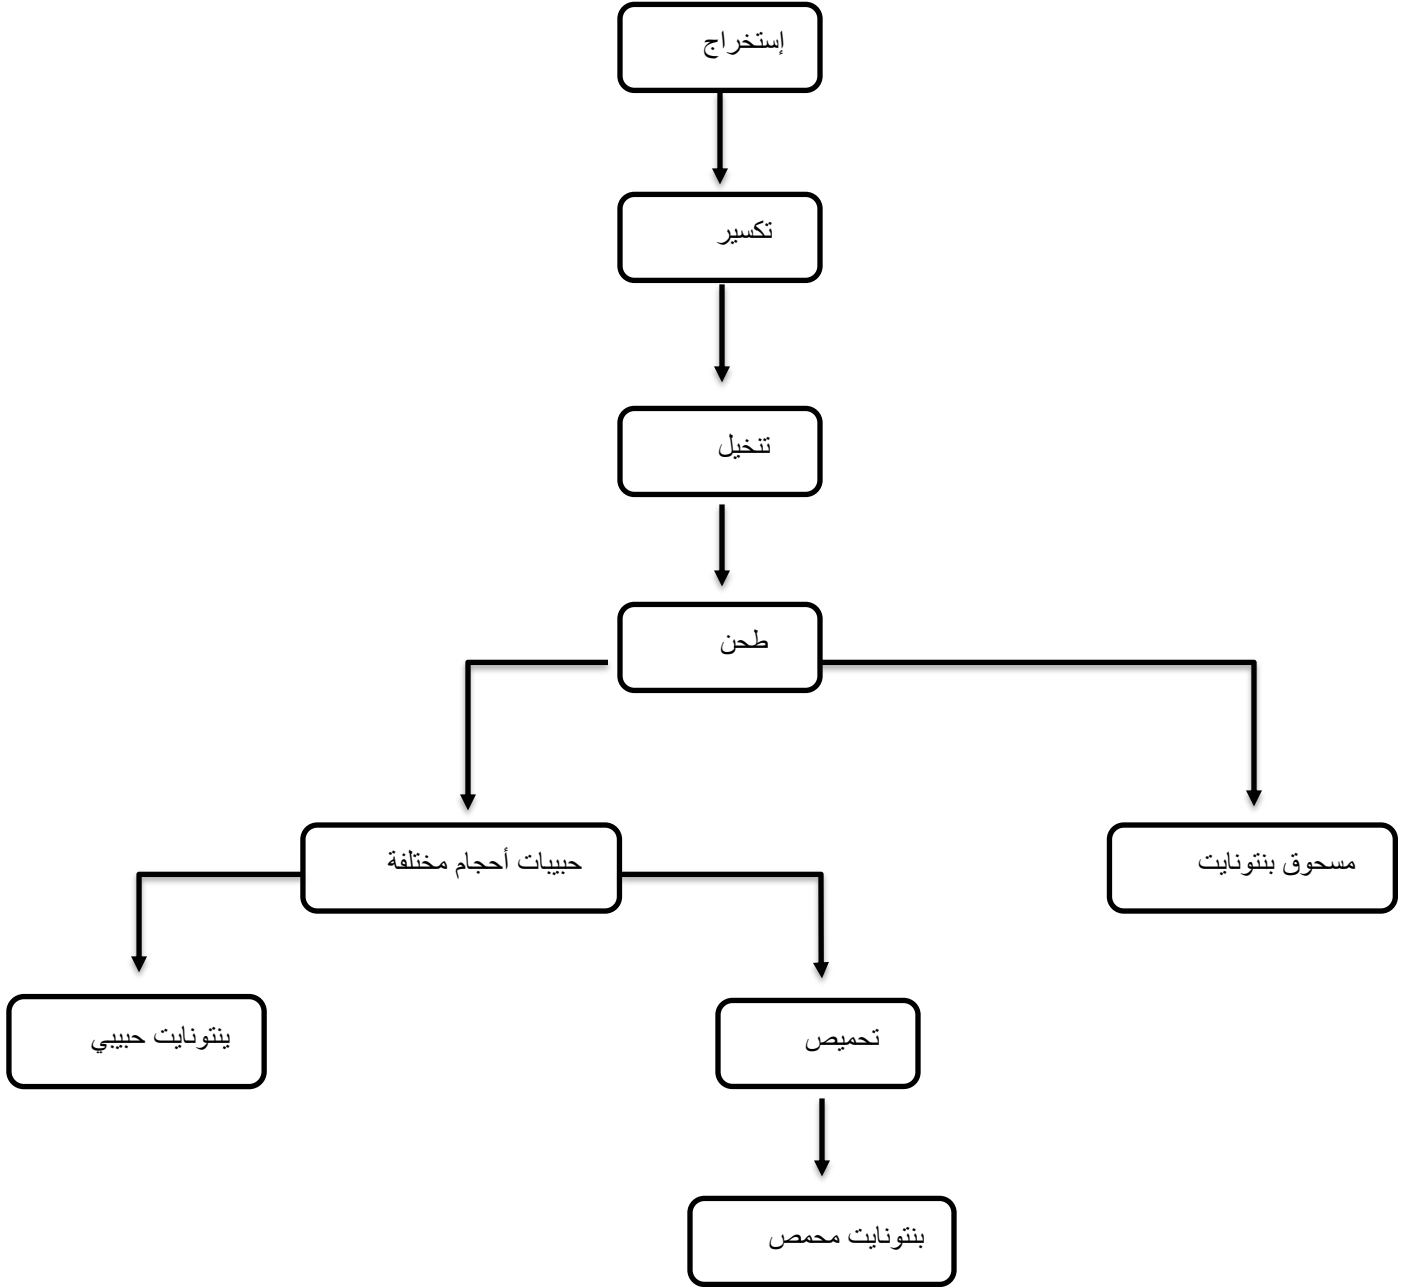 إستخراج
تكسير
تنخيل
طحن
مسحوق بنتونايت
حبيبات أحجام مختلفة
تحميص
ينتونايت حبيبي
بنتونايت محمص